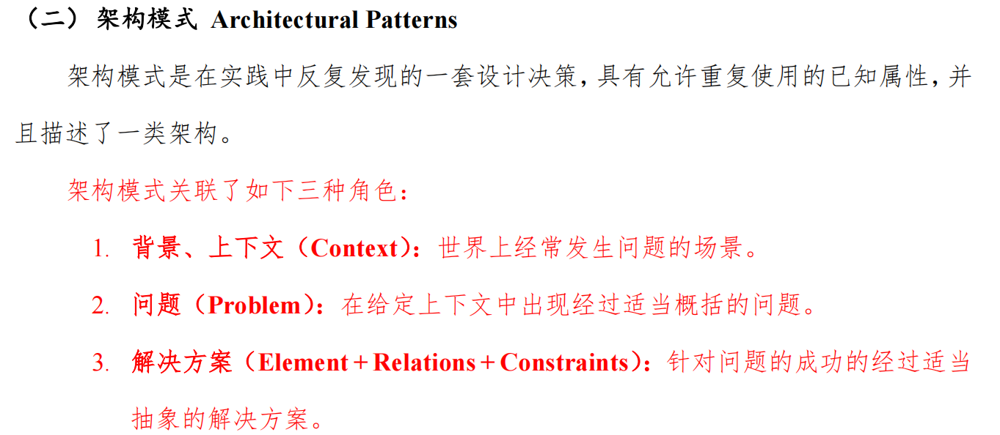 （二） 架构模式 Architectural Patterns
架构模式是在实践中反复发现的一套设计决策，具有允许重复使用的已知属性，并
且描述了一类架构。
架构模式关联了如下三种角色：
1. 背景、上下文（Context）：世界上经常发生问题的场景。
2. 问题（Problem）：在给定上下文中出现经过适当概括的问题。
3. 解决方案（Element + Relations + Constraints）：针对问题的成功的经过适当
抽象的解决方案。